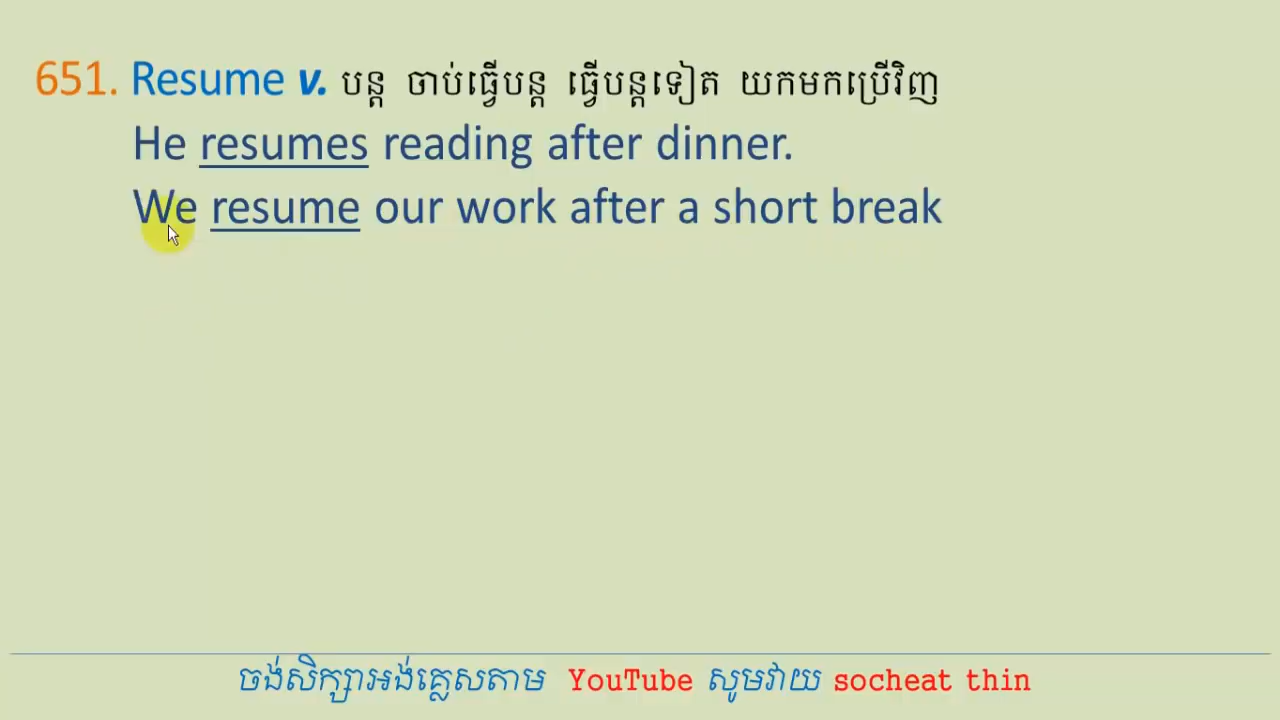 651. Resume v. បន្ត ចាប់ធ្វើបន្ត ធ្វើបន្តទៀត យកមកប្រើវិញ
He resumes reading after dinner.
We resume our work after a short break
ចង់សិក្សាអង់គ្លេសតាម YouTube សូមវាយ socheat thin